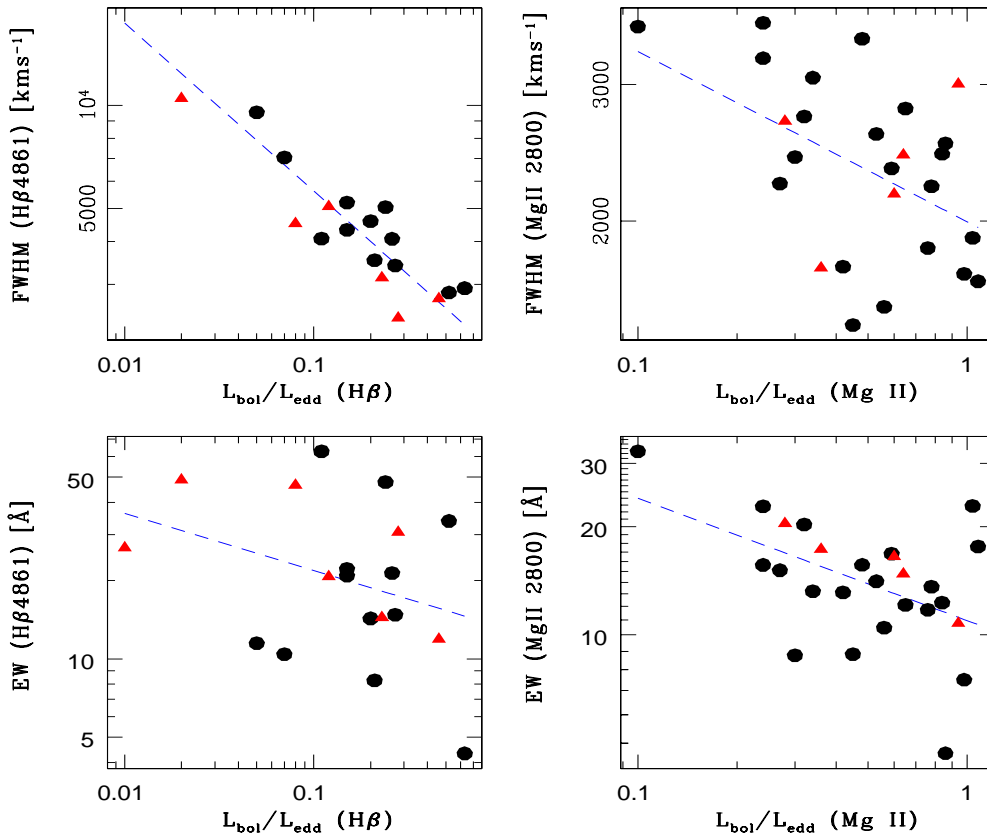 FWHM (Hβ4861) [kms⁻¹]
10⁴
5000
0.01
0.1
L_bol/L_edd (Hβ)
FWHM (MgII 2800) [kms⁻¹]
3000
2000
0.1
1
L_bol/L_edd (Mg II)
EW (Hβ4861) [Å]
50
10
5
0.01
0.1
L_bol/L_edd (Hβ)
EW (MgII 2800) [Å]
30
20
10
0.1
1
L_bol/L_edd (Mg II)